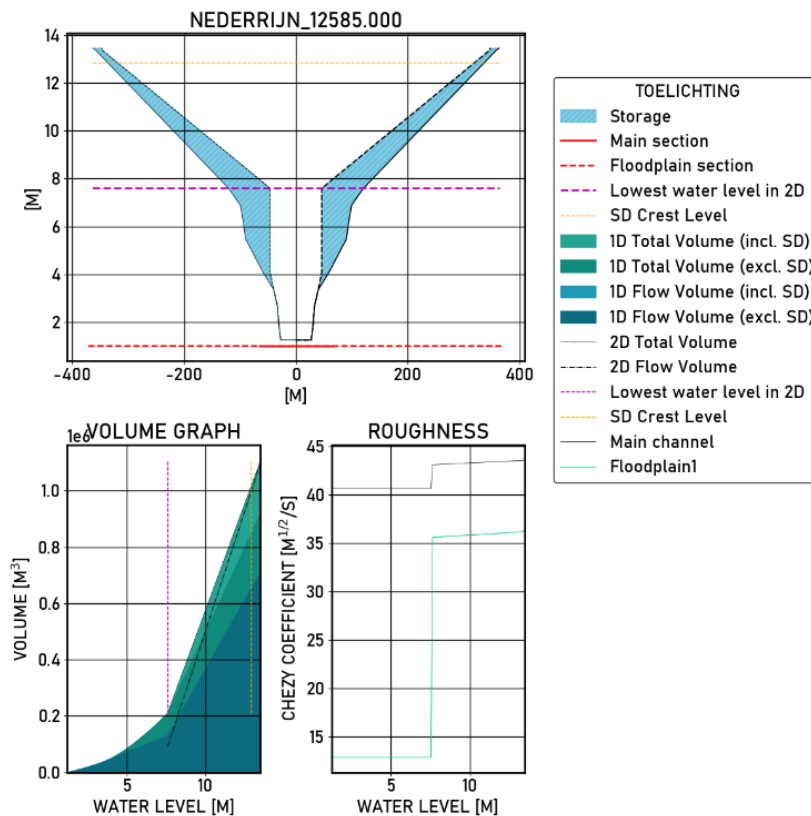 NEDERRIJN_12585.000
14
12
10
8
6
4
2
[M]
-400
-200
0
200
400
[M]
TOELICHTING
Storage
Main section
Floodplain section
Lowest water level in 2D
SD Crest Level
1D Total Volume (incl. SD)
1D Total Volume (excl. SD)
1D Flow Volume (incl. SD)
1D Flow Volume (excl. SD)
2D Total Volume
2D Flow Volume
Lowest water level in 2D
SD Crest Level
Main channel
Floodplain1
1e6
VOLUME GRAPH
1.0
0.8
0.6
0.4
0.2
0.0
VOLUME [M³]
5
10
WATER LEVEL [M]
ROUGHNESS
45
40
35
30
25
20
15
CHEZY COEFFICIENT [M^{1/2}/S]
5
10
WATER LEVEL [M]